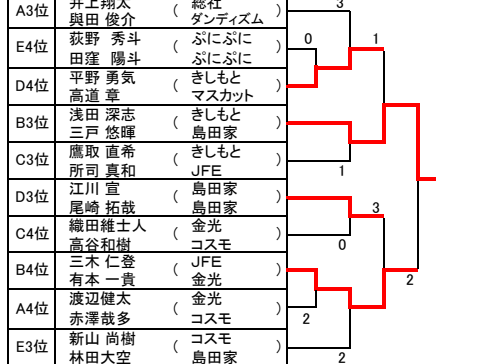 A3位 井上翔太 ( 総社 ) 3
與田 俊介 ダンディズム
E4位 荻野 秀斗 ( ぷにぷに ) 0 1
田窪 陽斗 ぷにぷに
D4位 平野 勇気 ( きしもと )
高道 章 マスカット
B3位 浅田 深志 ( きしもと )
三戸 悠暉 島田家
C3位 鷹取 直希 ( きしもと )
所司 真和 JFE 1
D3位 江川 宣 ( 島田家 )
尾崎 拓哉 島田家 3
C4位 織田維士人 ( 金光 )
高谷和樹 コスモ 0
B4位 三木 仁登 ( JFE )
有本 一貴 金光 2
A4位 渡辺健太 ( 金光 )
赤澤哉多 コスモ 2
E3位 新山 尚樹 ( コスモ )
林田大空 島田家 2